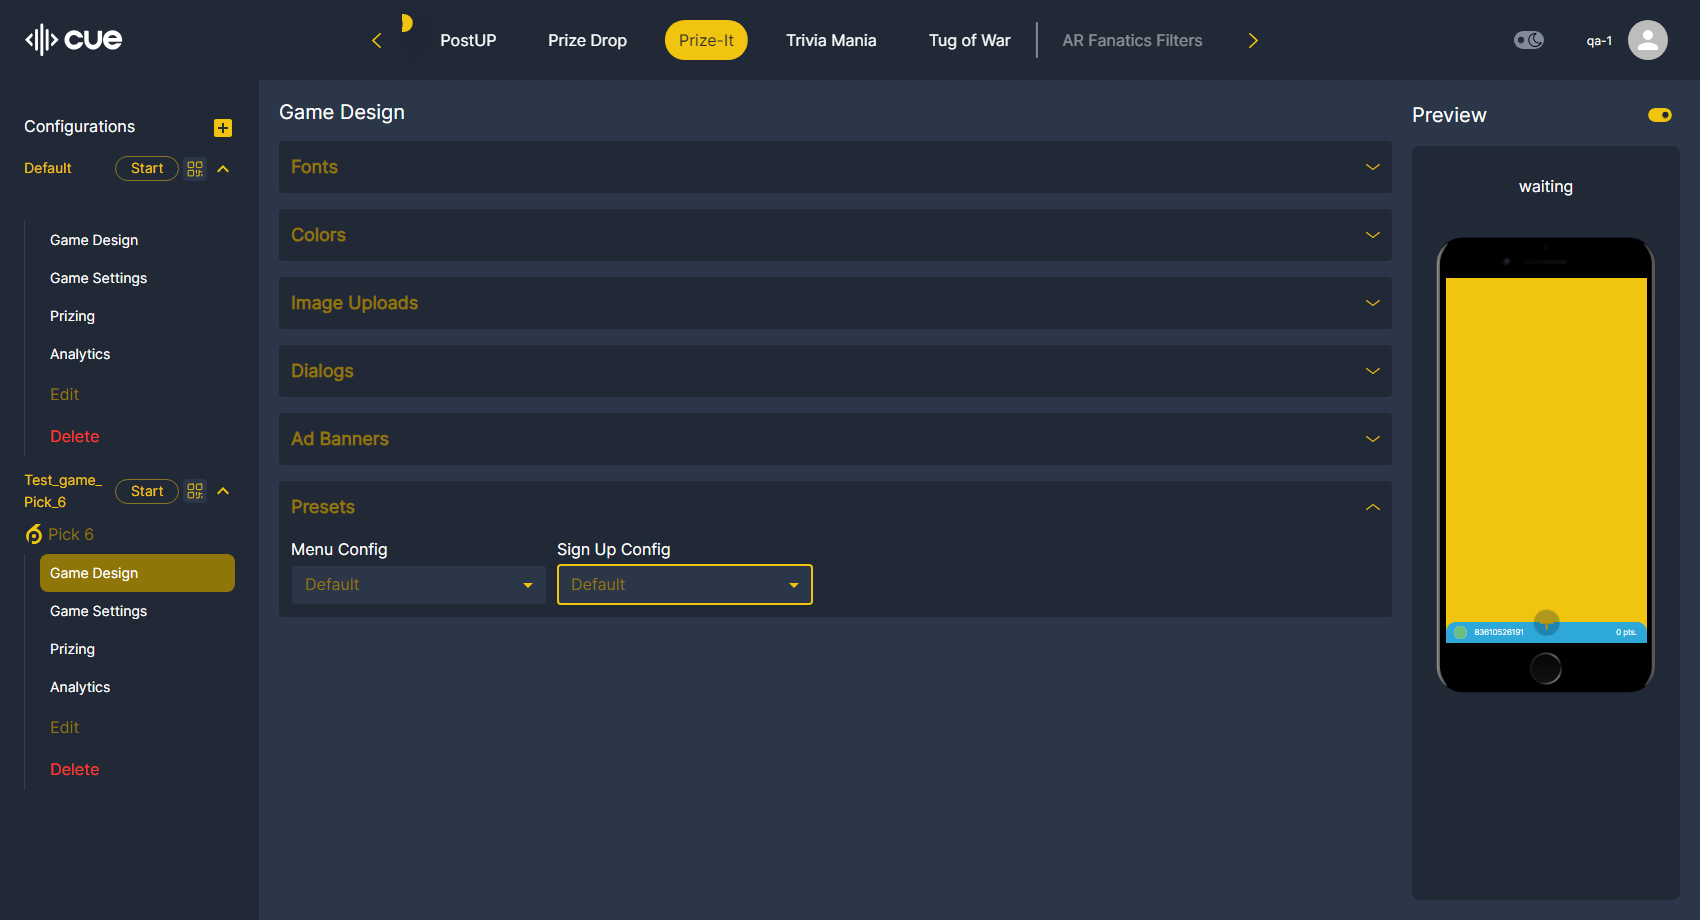 cue
PostUP
Prize Drop
Prize-It
Trivia Mania
Tug of War
AR Fanatics Filters
qa-1
Configurations
Default
Start
Game Design
Game Settings
Prizing
Analytics
Edit
Delete
Test_game_
Pick_6
Start
Pick 6
Game Design
Game Settings
Prizing
Analytics
Edit
Delete
Game Design
Fonts
Colors
Image Uploads
Dialogs
Ad Banners
Presets
Menu Config
Sign Up Config
Default
Default
Preview
waiting
83610526191
0 pts.